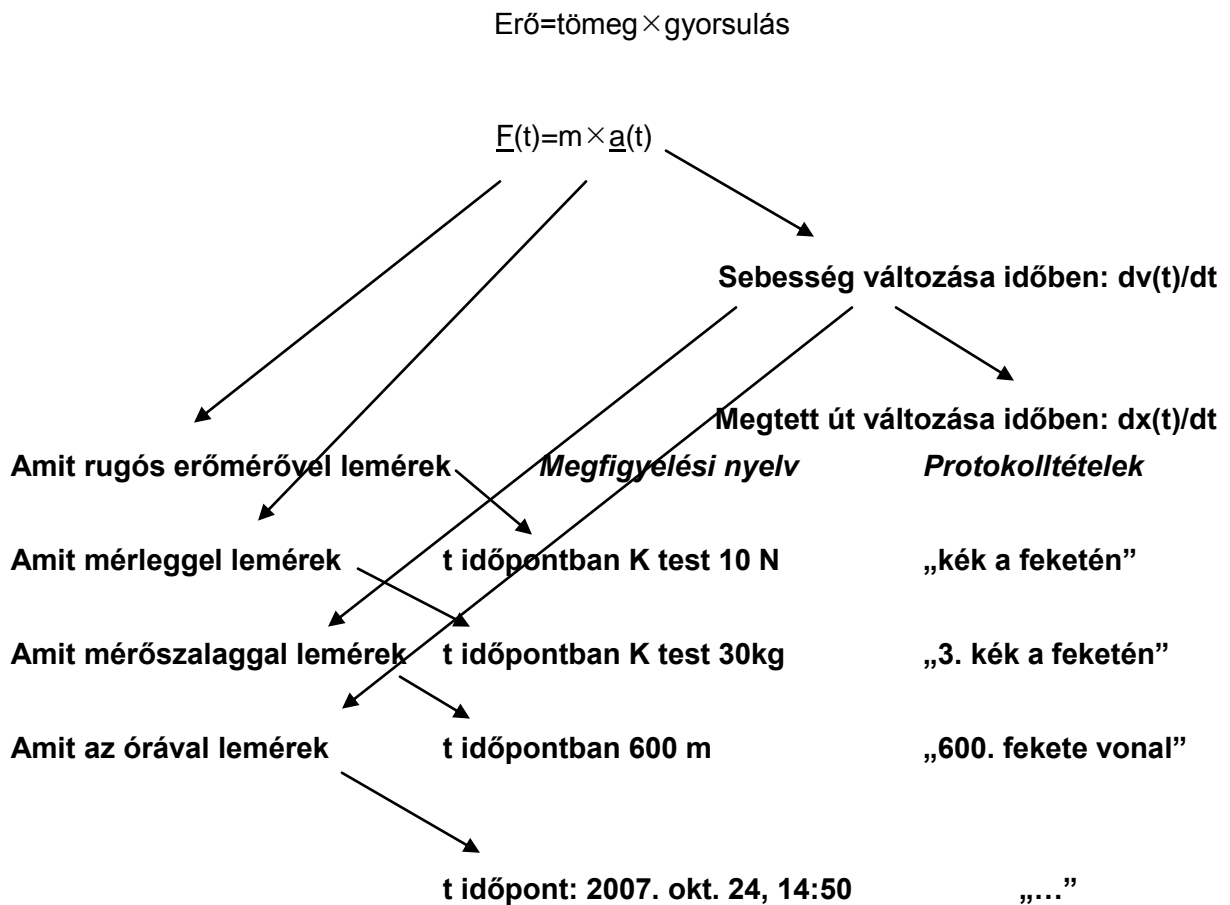 Erő=tömeg×gyorsulás
F(t)=m×a(t)
Sebesség változása időben: dv(t)/dt
Megtett út változása időben: dx(t)/dt
Amit rugós erőmérővel lemérek Megfigyelési nyelv Protokolltételek
Amit mérleggel lemérek t időpontban K test 10 N „kék a feketén”
Amit mérőszalaggal lemérek t időpontban K test 30kg „3. kék a feketén”
Amit az órával lemérek t időpontban 600 m „600. fekete vonal”
t időpont: 2007. okt. 24, 14:50 „…”